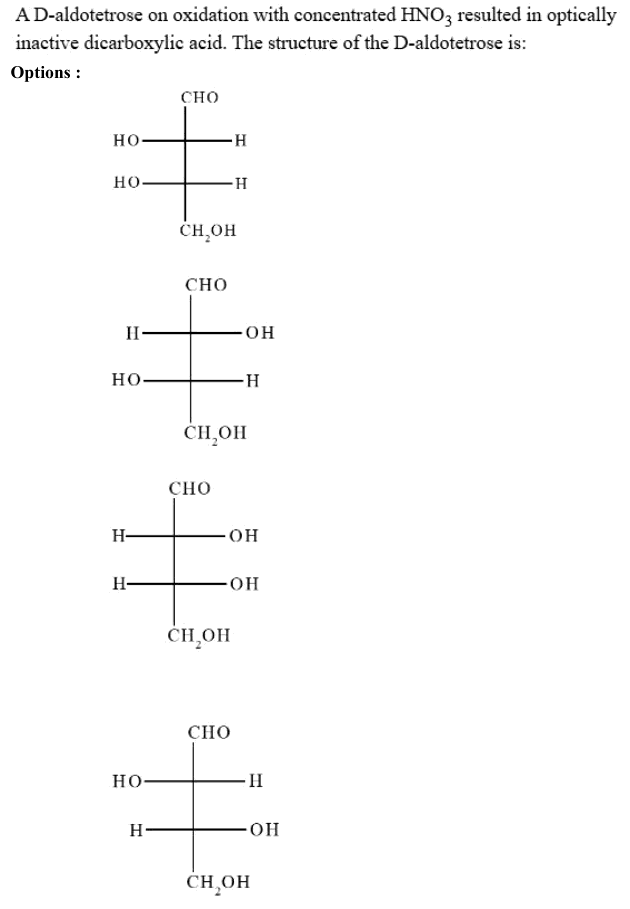 A D-aldotetrose on oxidation with concentrated HNO₃ resulted in optically
inactive dicarboxylic acid. The structure of the D-aldotetrose is:
Options :
CHO
HO H
HO H
CH₂OH
CHO
H OH
HO H
CH₂OH
CHO
H OH
H OH
CH₂OH
CHO
HO H
H OH
CH₂OH